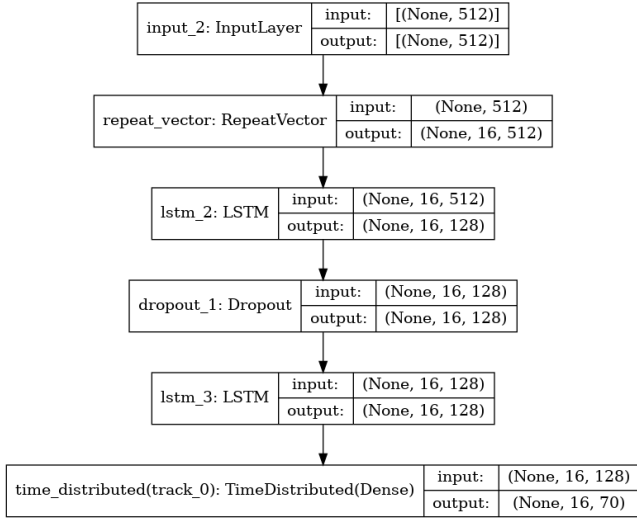 input_2: InputLayer
input: [(None, 512)]
output: [(None, 512)]
repeat_vector: RepeatVector
input: (None, 512)
output: (None, 16, 512)
lstm_2: LSTM
input: (None, 16, 512)
output: (None, 16, 128)
dropout_1: Dropout
input: (None, 16, 128)
output: (None, 16, 128)
lstm_3: LSTM
input: (None, 16, 128)
output: (None, 16, 128)
time_distributed(track_0): TimeDistributed(Dense)
input: (None, 16, 128)
output: (None, 16, 70)